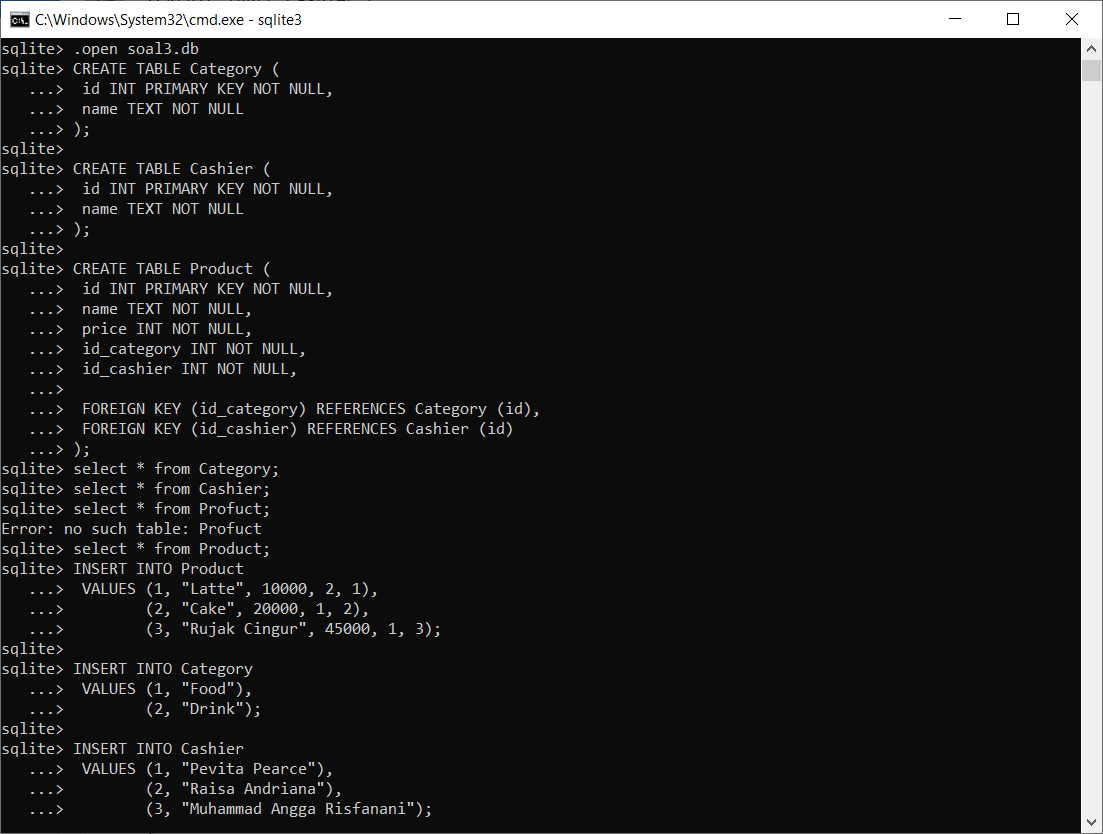 C:\Windows\System32\cmd.exe - sqlite3
sqlite> .open soal3.db
sqlite> CREATE TABLE Category (
   ...>  id INT PRIMARY KEY NOT NULL,
   ...>  name TEXT NOT NULL
   ...> );
sqlite>
sqlite> CREATE TABLE Cashier (
   ...>  id INT PRIMARY KEY NOT NULL,
   ...>  name TEXT NOT NULL
   ...> );
sqlite>
sqlite> CREATE TABLE Product (
   ...>  id INT PRIMARY KEY NOT NULL,
   ...>  name TEXT NOT NULL,
   ...>  price INT NOT NULL,
   ...>  id_category INT NOT NULL,
   ...>  id_cashier INT NOT NULL,
   ...>
   ...>  FOREIGN KEY (id_category) REFERENCES Category (id),
   ...>  FOREIGN KEY (id_cashier) REFERENCES Cashier (id)
   ...> );
sqlite> select * from Category;
sqlite> select * from Cashier;
sqlite> select * from Profuct;
Error: no such table: Profuct
sqlite> select * from Product;
sqlite> INSERT INTO Product
   ...>  VALUES (1, "Latte", 10000, 2, 1),
   ...>         (2, "Cake", 20000, 1, 2),
   ...>         (3, "Rujak Cingur", 45000, 1, 3);
sqlite>
sqlite> INSERT INTO Category
   ...>  VALUES (1, "Food"),
   ...>         (2, "Drink");
sqlite>
sqlite> INSERT INTO Cashier
   ...>  VALUES (1, "Pevita Pearce"),
   ...>         (2, "Raisa Andriana"),
   ...>         (3, "Muhammad Angga Risfanani");